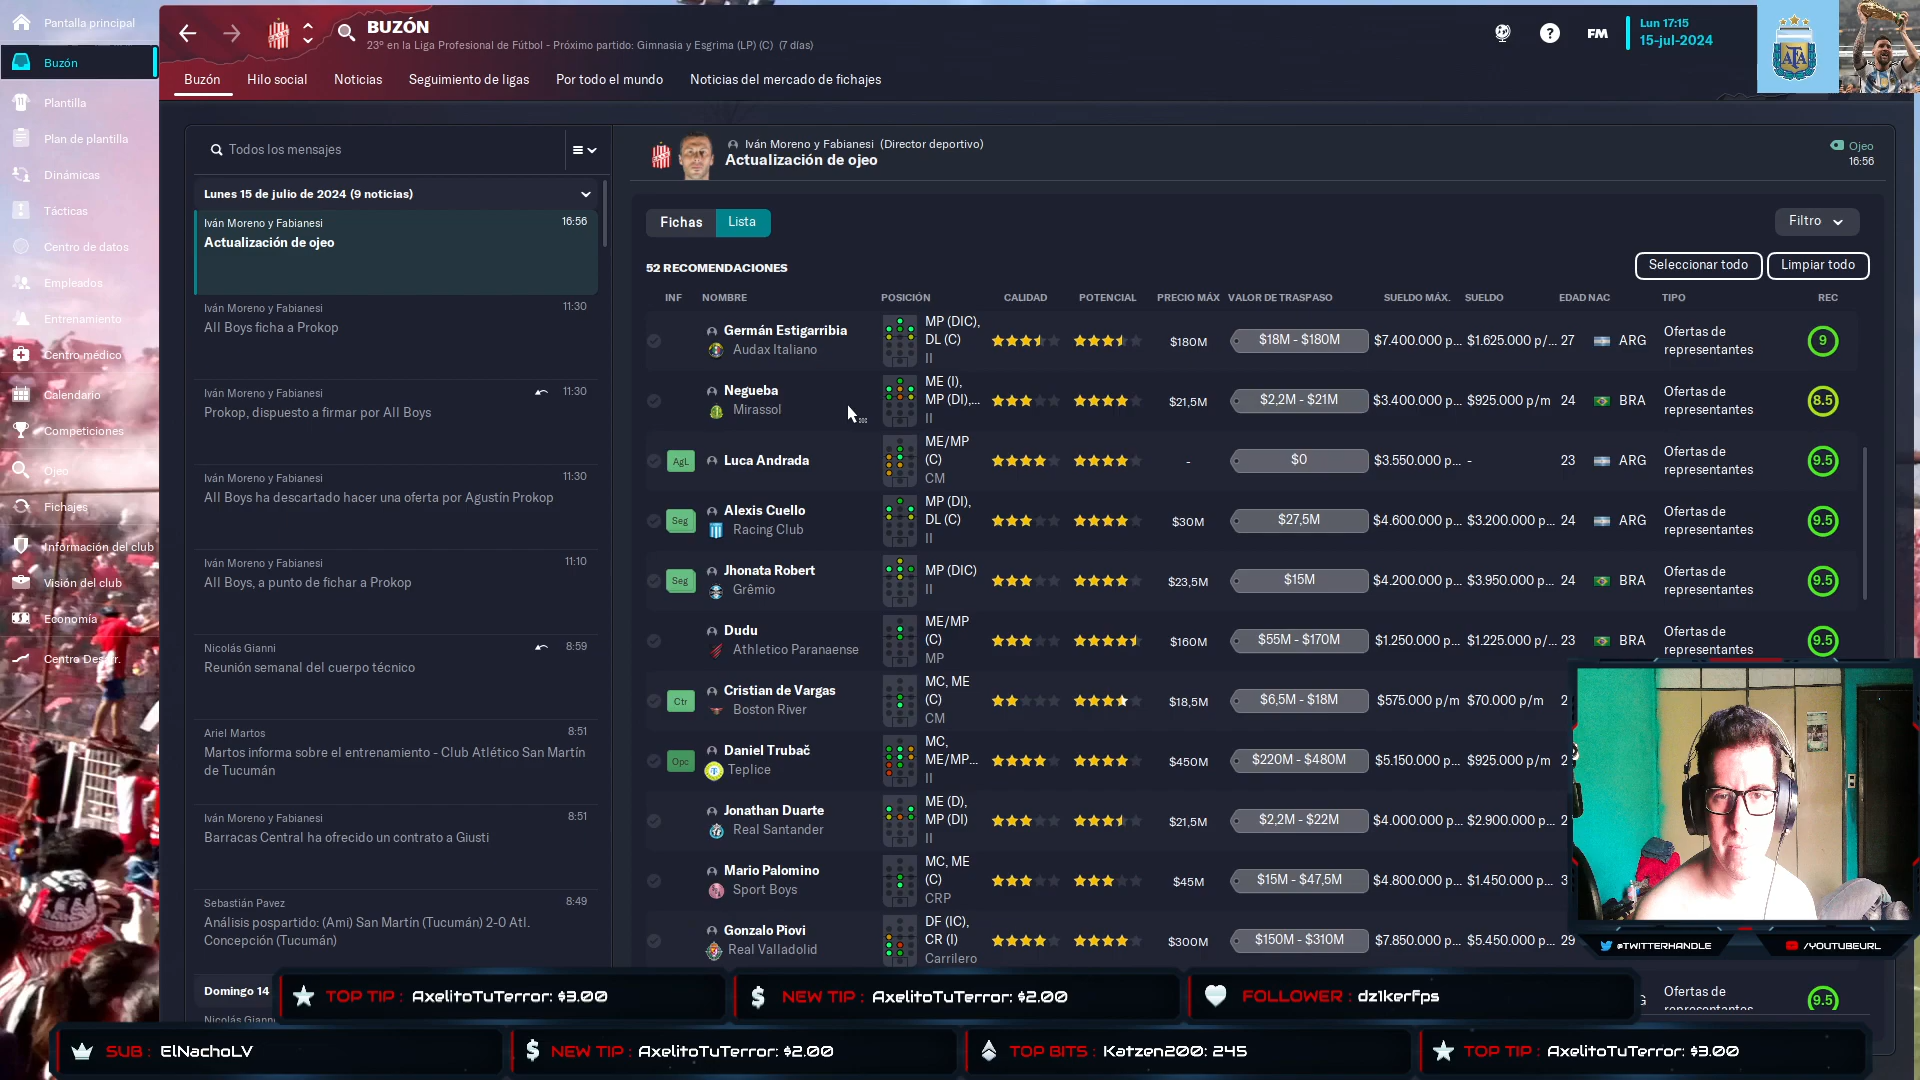 Pantalla principal
Buzón
Plantilla
Plan de plantilla
Dinámicas
Tácticas
Centro de datos
Empleados
Entrenamiento
Centro médico
Calendario
Competiciones
Ojeo
Fichajes
Información del club
Visión del club
Economía
BUZÓN
23º en la Liga Profesional de Fútbol - Próximo partido: Gimnasia y Esgrima (LP) (C) (7 días)
FM
Lun 17:15
15-jul-2024
Buzón Hilo social Noticias Seguimiento de ligas Por todo el mundo Noticias del mercado de fichajes
Todos los mensajes
Lunes 15 de julio de 2024 (9 noticias)
Iván Moreno y Fabianesi 16:56
Actualización de ojeo
Iván Moreno y Fabianesi 11:30
All Boys ficha a Prokop
Iván Moreno y Fabianesi 11:30
Prokop, dispuesto a firmar por All Boys
Iván Moreno y Fabianesi 11:30
All Boys ha descartado hacer una oferta por Agustín Prokop
Iván Moreno y Fabianesi 11:10
All Boys, a punto de fichar a Prokop
Nicolás Gianni 8:59
Reunión semanal del cuerpo técnico
Ariel Martos 8:51
Martos informa sobre el entrenamiento - Club Atlético San Martín
de Tucumán
Iván Moreno y Fabianesi 8:51
Barracas Central ha ofrecido un contrato a Giusti
Sebastián Pavez 8:49
Análisis pospartido: (Ami) San Martín (Tucumán) 2-0 Atl.
Concepción (Tucumán)
Domingo 14
Iván Moreno y Fabianesi (Director deportivo)
Actualización de ojeo
Ojeo
16:56
Fichas Lista
Filtro
52 RECOMENDACIONES
Seleccionar todo Limpiar todo
INF NOMBRE POSICIÓN CALIDAD POTENCIAL PRECIO MÁX VALOR DE TRASPASO SUELDO MÁX. SUELDO EDAD NAC TIPO REC
Germán Estigarribia
Audax Italiano
MP (DIC),
DL (C)
II
$180M $18M - $180M $7.400.000 p... $1.625.000 p/... 27 ARG
Ofertas de
representantes
9
Negueba
Mirassol
ME (I),
MP (DI),...
II
$21,5M $2,2M - $21M $3.400.000 p... $925.000 p/m 24 BRA
Ofertas de
representantes
8.5
AgL
Luca Andrada
ME/MP
(C)
CM
- $0 $3.550.000 p... - 23 ARG
Ofertas de
representantes
9.5
Seg
Alexis Cuello
Racing Club
MP (DI),
DL (C)
II
$30M $27,5M $4.600.000 p... $3.200.000 p... 24 ARG
Ofertas de
representantes
9.5
Seg
Jhonata Robert
Grêmio
MP (DIC)
II
$23,5M $15M $4.200.000 p... $3.950.000 p... 24 BRA
Ofertas de
representantes
9.5
Dudu
Athletico Paranaense
ME/MP
(C)
MP
$160M $55M - $170M $1.250.000 p... $1.225.000 p/... 23 BRA
Ofertas de
representantes
9.5
Ctr
Cristian de Vargas
Boston River
MC, ME
(C)
CM
$18,5M $6,5M - $18M $575.000 p/m $70.000 p/m 2
Opc
Daniel Trubač
Teplice
MC,
ME/MP...
II
$450M $220M - $480M $5.150.000 p... $925.000 p/m 2
Jonathan Duarte
Real Santander
ME (D),
MP (DI)
II
$21,5M $2,2M - $22M $4.000.000 p... $2.900.000 p... 2
Mario Palomino
Sport Boys
MC, ME
(C)
CRP
$45M $15M - $47,5M $4.800.000 p... $1.450.000 p... 3
Gonzalo Piovi
Real Valladolid
DF (IC),
CR (I)
Carrilero
$300M $150M - $310M $7.850.000 p... $5.450.000 p... 29
Ofertas de
9.5
@TWITTERHANDLE /YOUTUBEURL
TOP TIP : AxelitoTuTerror: $3.00
NEW TIP : AxelitoTuTerror: $2.00
FOLLOWER : dz1kerfps
SUB : ElNachoLV
NEW TIP : AxelitoTuTerror: $2.00
TOP BITS : Katzen200: 245
TOP TIP : AxelitoTuTerror: $3.00